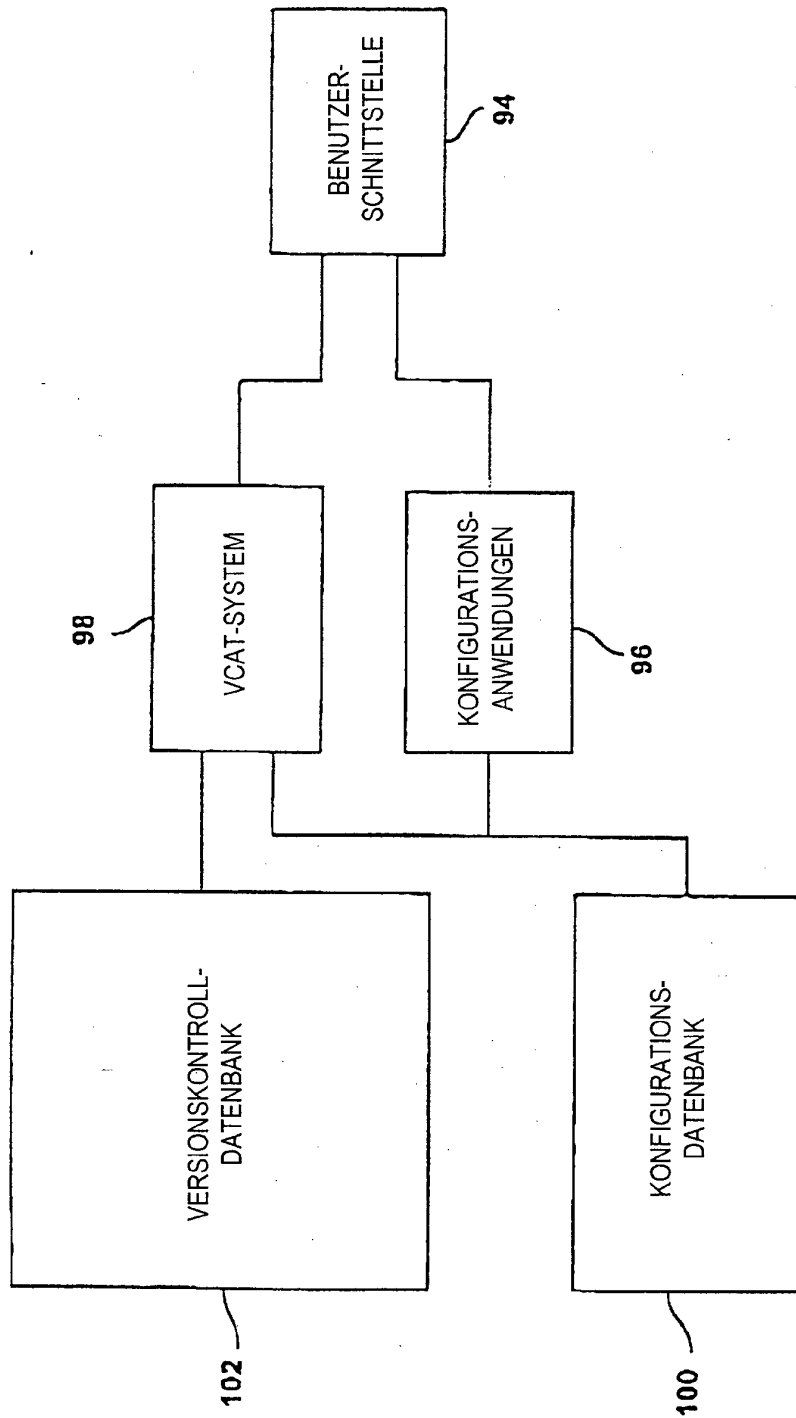 102
VERSIONSKONTROLL-
DATENBANK
98
VCAT-SYSTEM
BENUTZER-
SCHNITTSTELLE
94
KONFIGURATIONS-
ANWENDUNGEN
96
100
KONFIGURATIONS-
DATENBANK